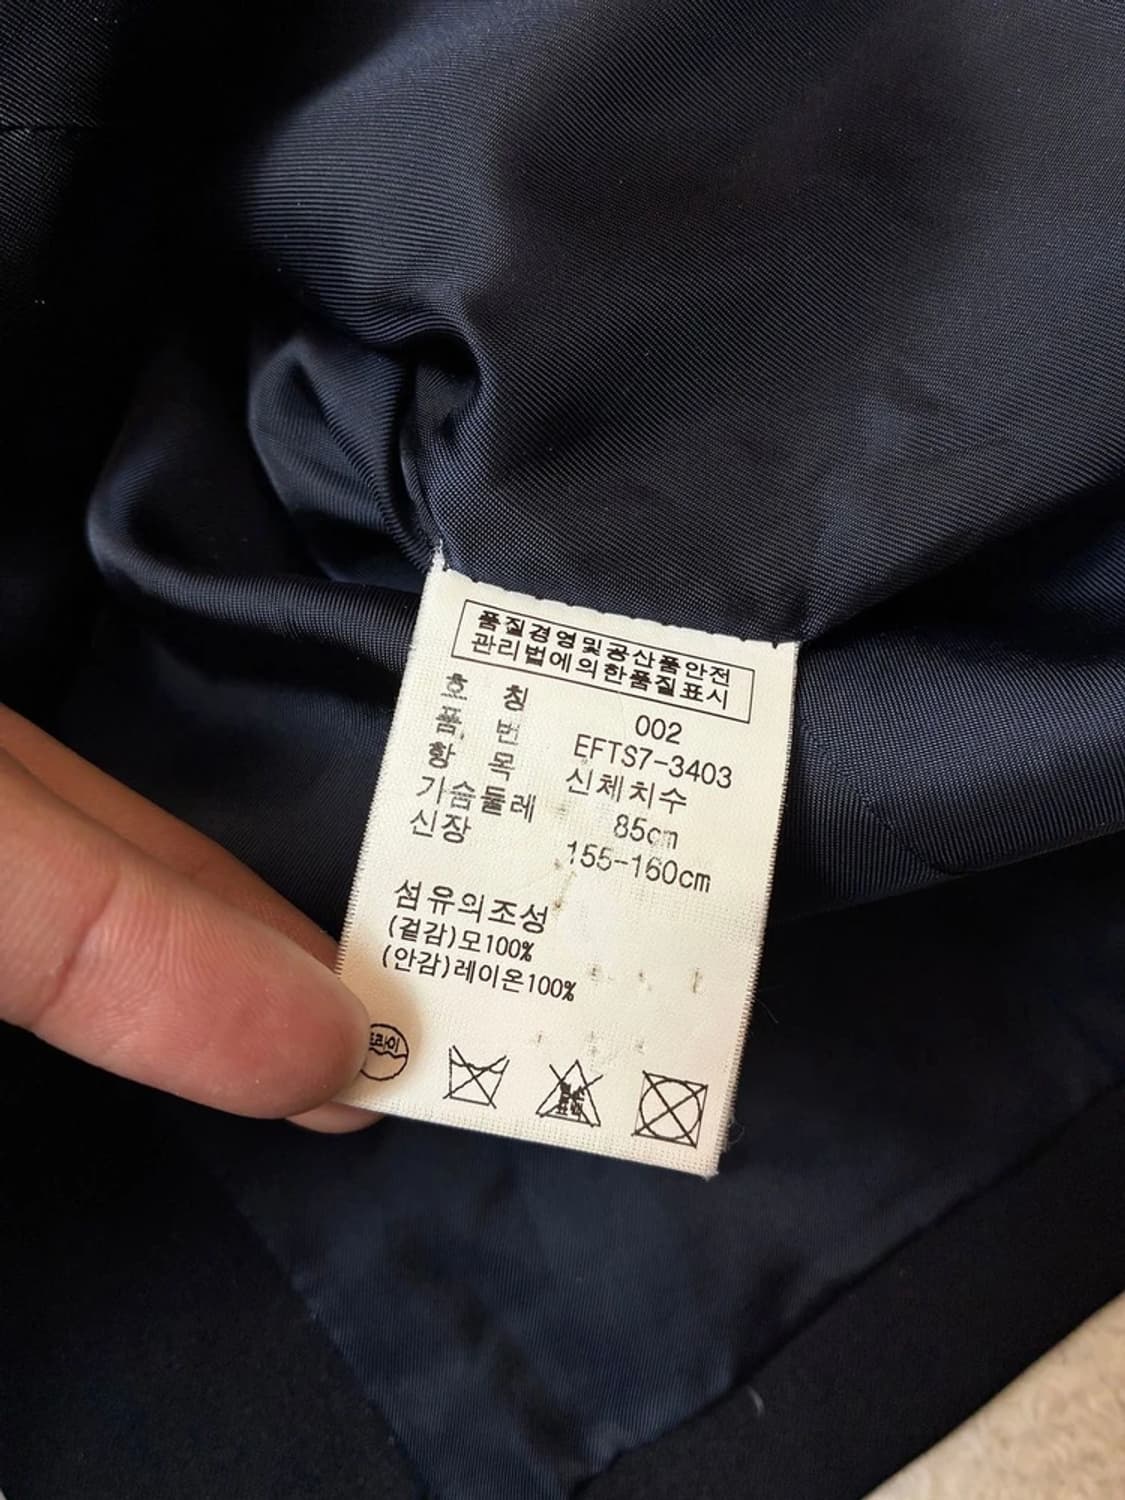 품질경영및공산품안전
관리법에의한품질표시
호 칭 002
품 번 EFTS7-3403
항 목 신체치수
가슴둘레 85cm
신장 155-160cm
섬유의조성
(겉감)모100%
(안감)레이온100%
드라이